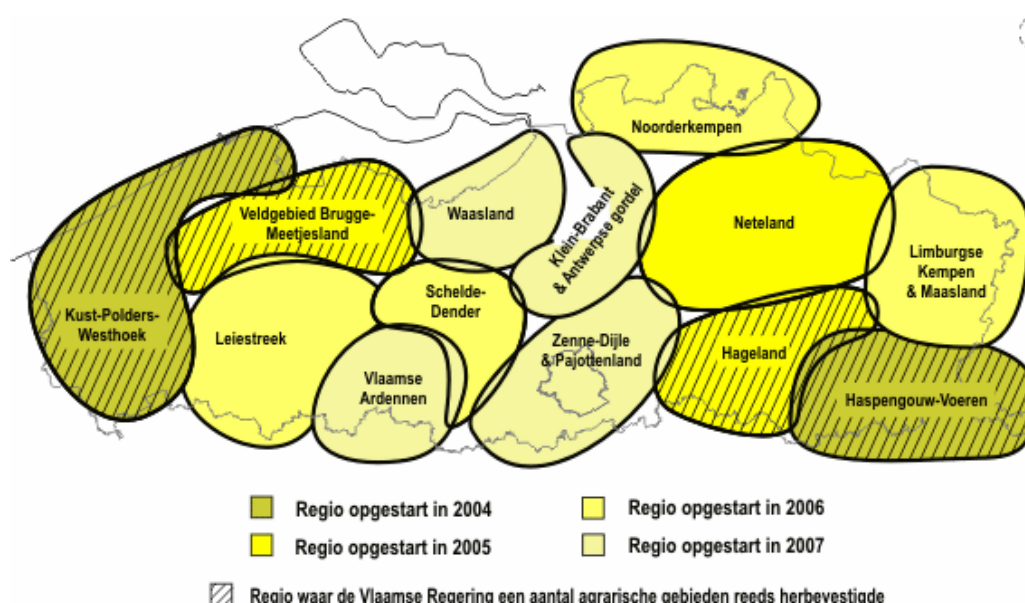 Noorderkempen
Veldgebied Brugge-
Meetjesland
Waasland
Klein-Brabant
& Antwerpse gordel
Neteland
Limburgse
Kempen
& Maasland
Kust-Polders-
Westhoek
Leiestreek
Schelde-
Dender
Zenne-Dijle
& Pajottenland
Hageland
Vlaamse
Ardennen
Haspengouw-Voeren
Regio opgestart in 2004
Regio opgestart in 2006
Regio opgestart in 2005
Regio opgestart in 2007
Regio waar de Vlaamse Regering een aantal agrarische gebieden reeds herbevestigde